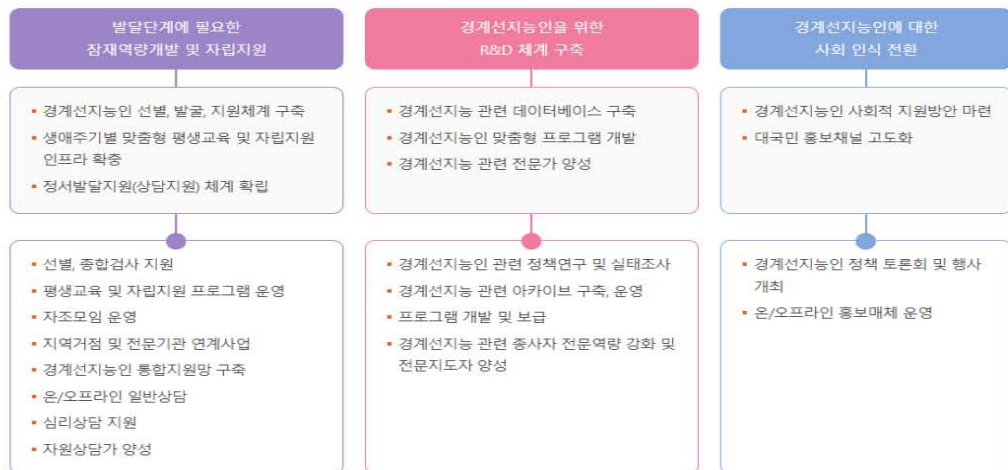 발달단계에 필요한
잠재역량개발 및 자립지원
▪ 경계선지능인 선별, 발굴, 지원체계 구축
▪ 생애주기별 맞춤형 평생교육 및 자립지원
인프라 확충
▪ 정서발달지원(상담지원) 체계 확립
▪ 선별, 종합검사 지원
▪ 평생교육 및 자립지원 프로그램 운영
▪ 자조모임 운영
▪ 지역거점 및 전문기관 연계사업
▪ 경계선지능인 통합지원망 구축
▪ 온/오프라인 일반상담
▪ 심리상담 지원
▪ 자원상담가 양성
경계선지능인을 위한
R&D 체계 구축
▪ 경계선지능 관련 데이터베이스 구축
▪ 경계선지능인 맞춤형 프로그램 개발
▪ 경계선지능 관련 전문가 양성
▪ 경계선지능인 관련 정책연구 및 실태조사
▪ 경계선지능 관련 아카이브 구축, 운영
▪ 프로그램 개발 및 보급
▪ 경계선지능 관련 종사자 전문역량 강화 및
전문지도자 양성
경계선지능인에 대한
사회 인식 전환
▪ 경계선지능인 사회적 지원방안 마련
▪ 대국민 홍보채널 고도화
▪ 경계선지능인 정책 토론회 및 행사
개최
▪ 온/오프라인 홍보매체 운영